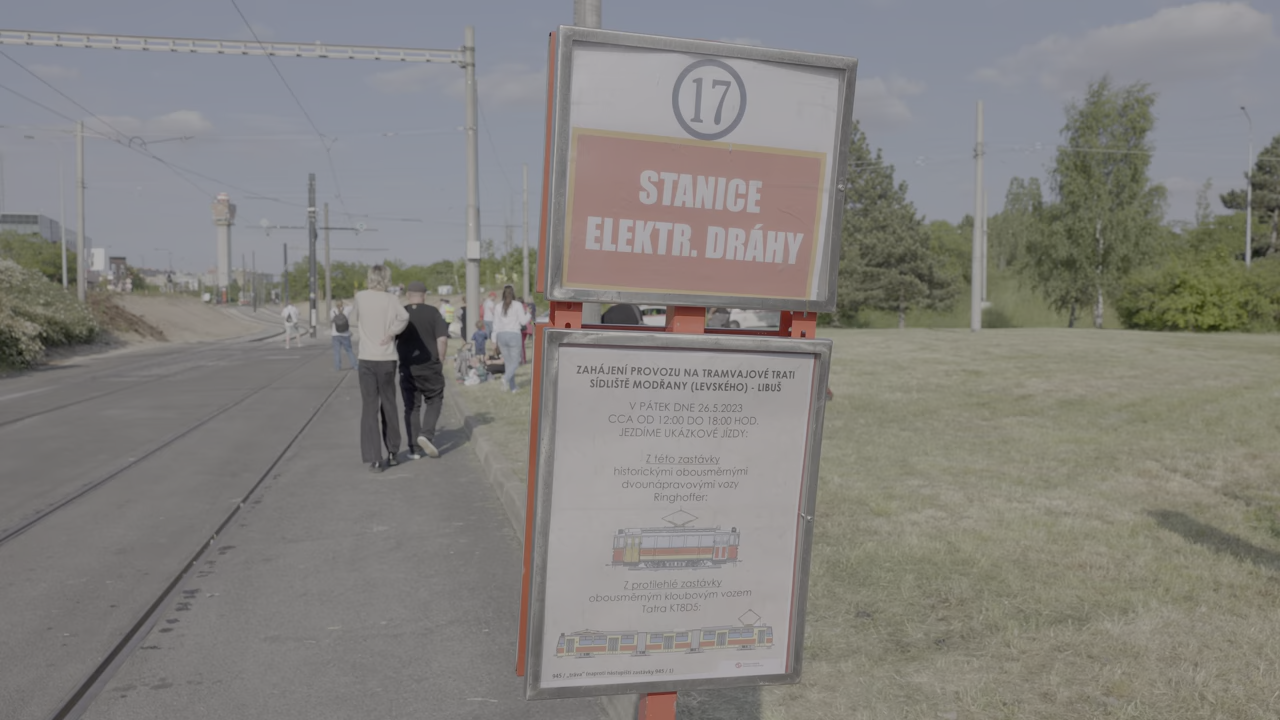 17
STANICE
ELEKTR. DRÁHY
ZAHÁJENÍ PROVOZU NA TRAMVAJOVÉ TRATI
SÍDLIŠTĚ MODŘANY (LEVSKÉHO) - LIBUŠ
V PÁTEK DNE 26.5.2023
CCA OD 12:00 DO 18:00 HOD.
JEZDÍME UKÁZKOVÉ JÍZDY:
Z této zastávky
historickými obousměrnými
dvounápravovými vozy
Ringhoffer:
Z protilehlé zastávky
obousměrným kloubovým vozem
Tatra KT8D5: